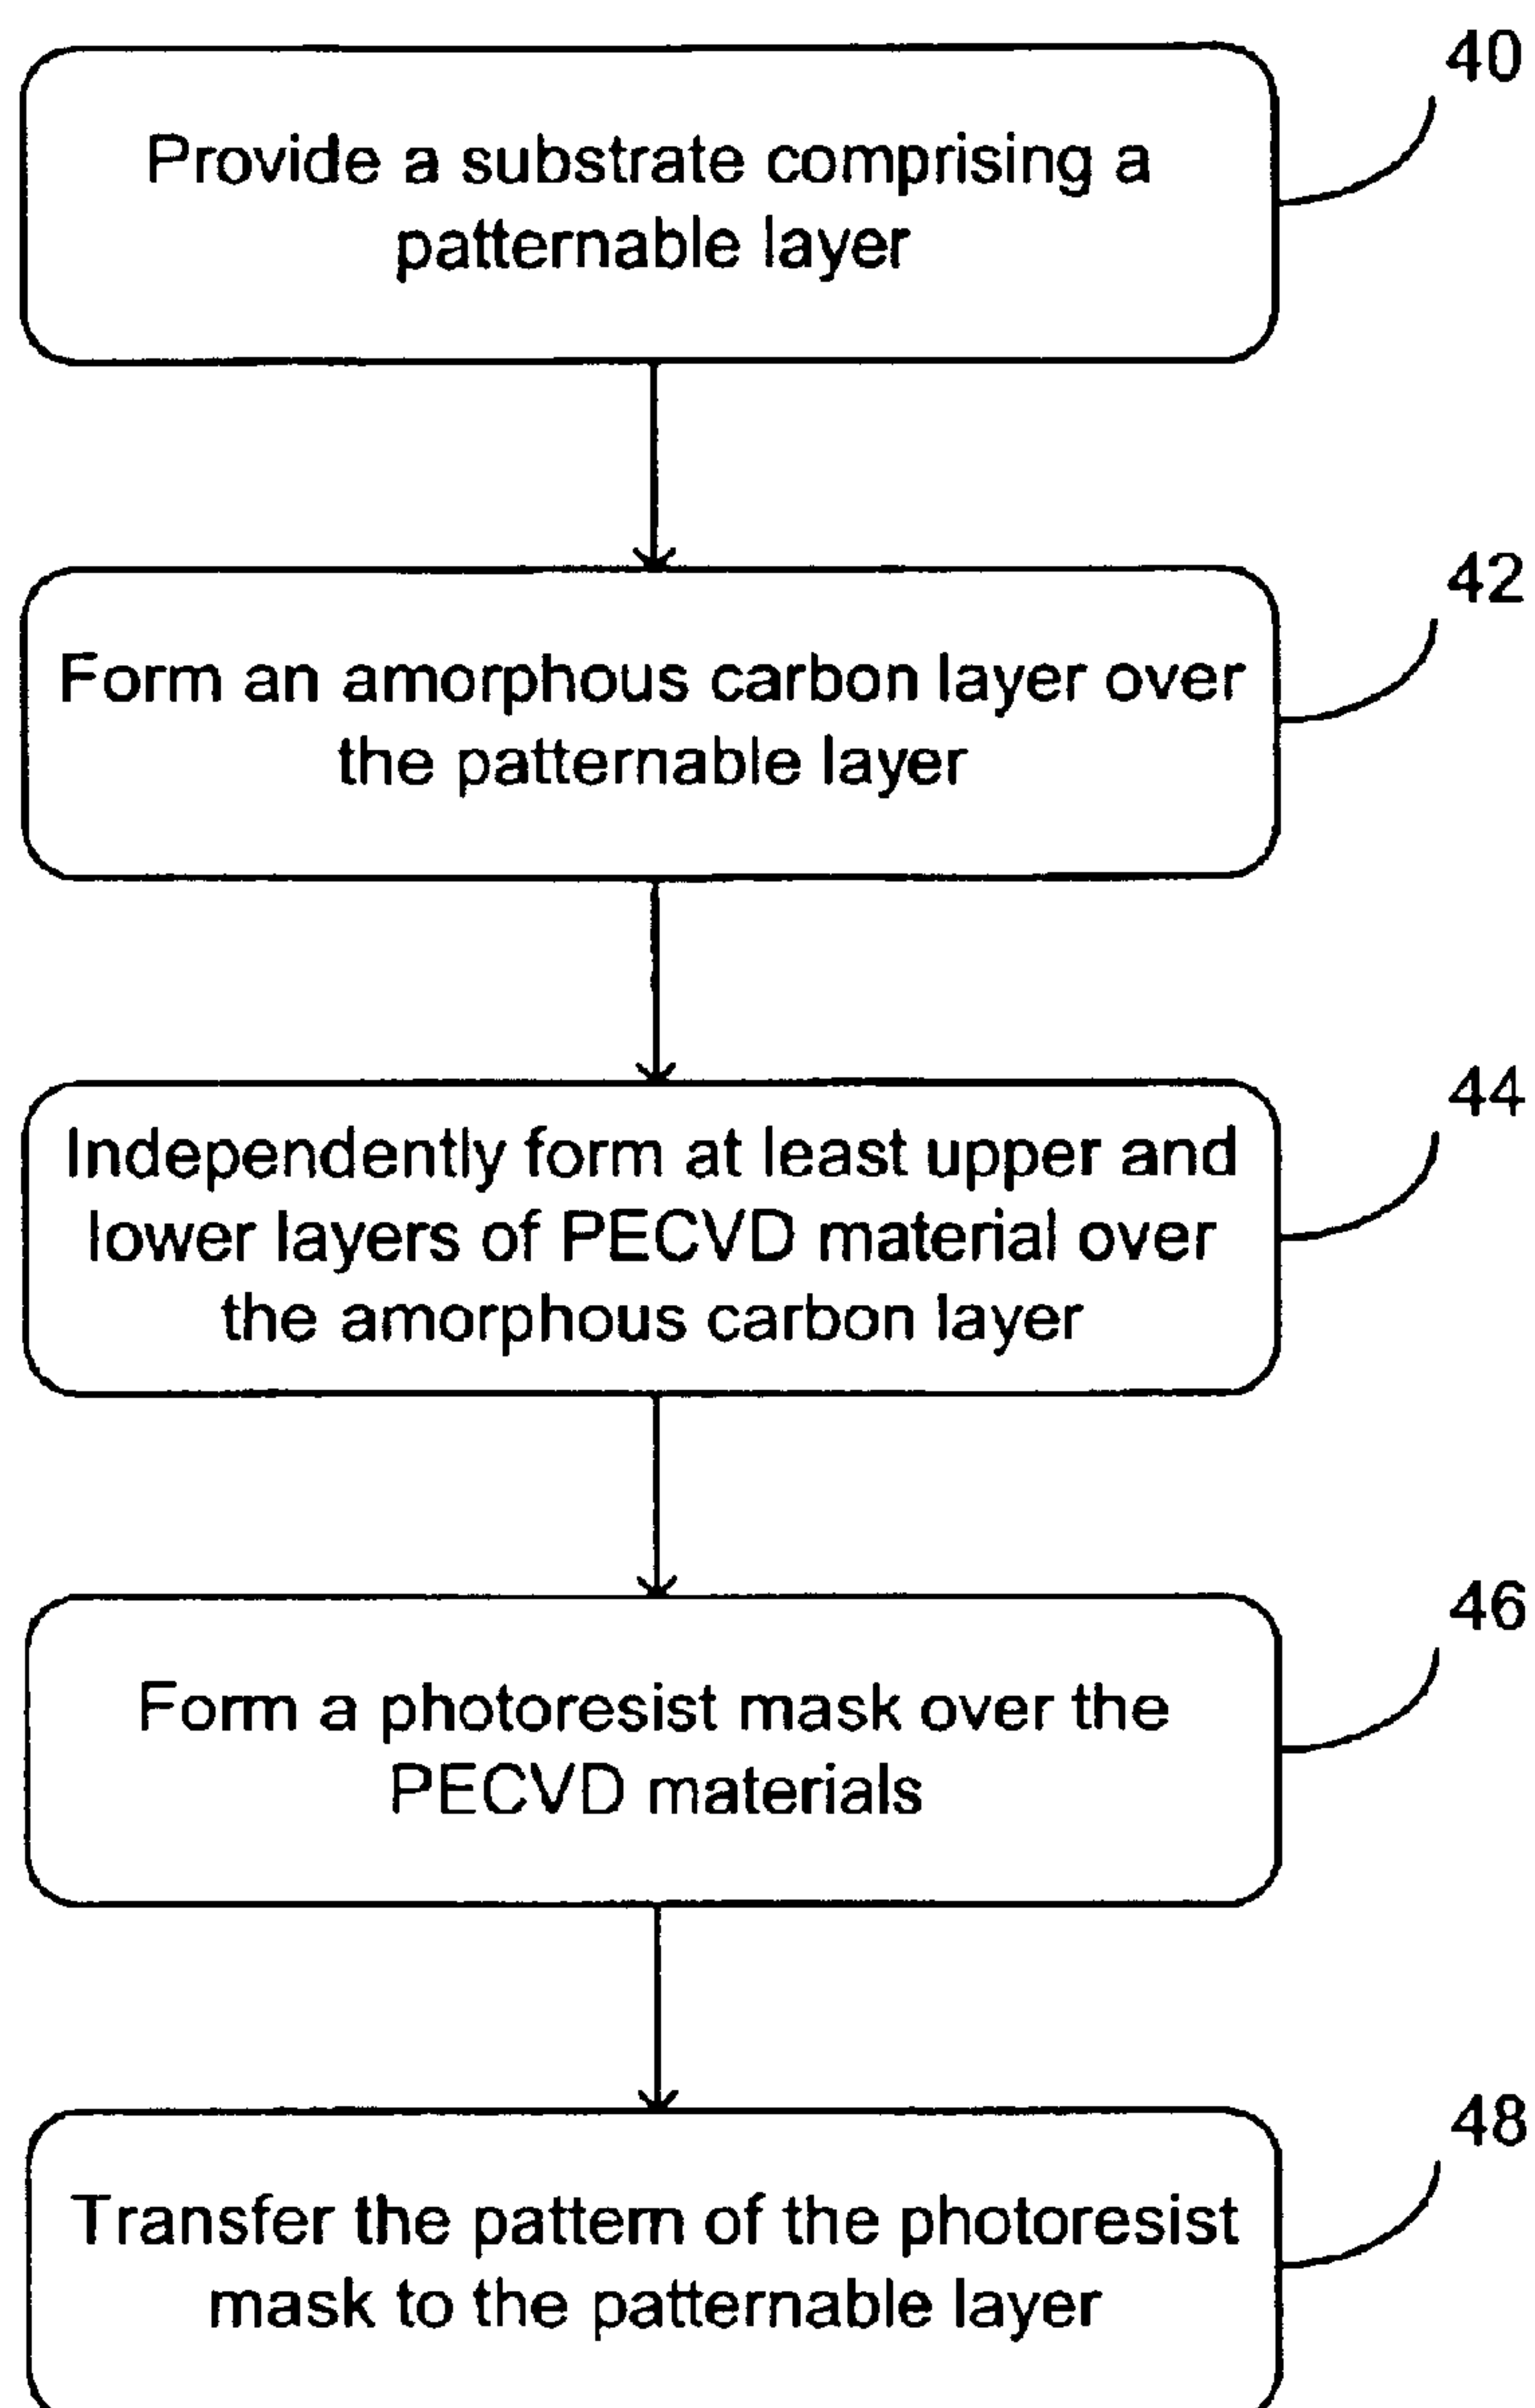 40
Provide a substrate comprising a
patternable layer
42
Form an amorphous carbon layer over
the patternable layer
44
Independently form at least upper and
lower layers of PECVD material over
the amorphous carbon layer
46
Form a photoresist mask over the
PECVD materials
48
Transfer the pattern of the photoresist
mask to the patternable layer